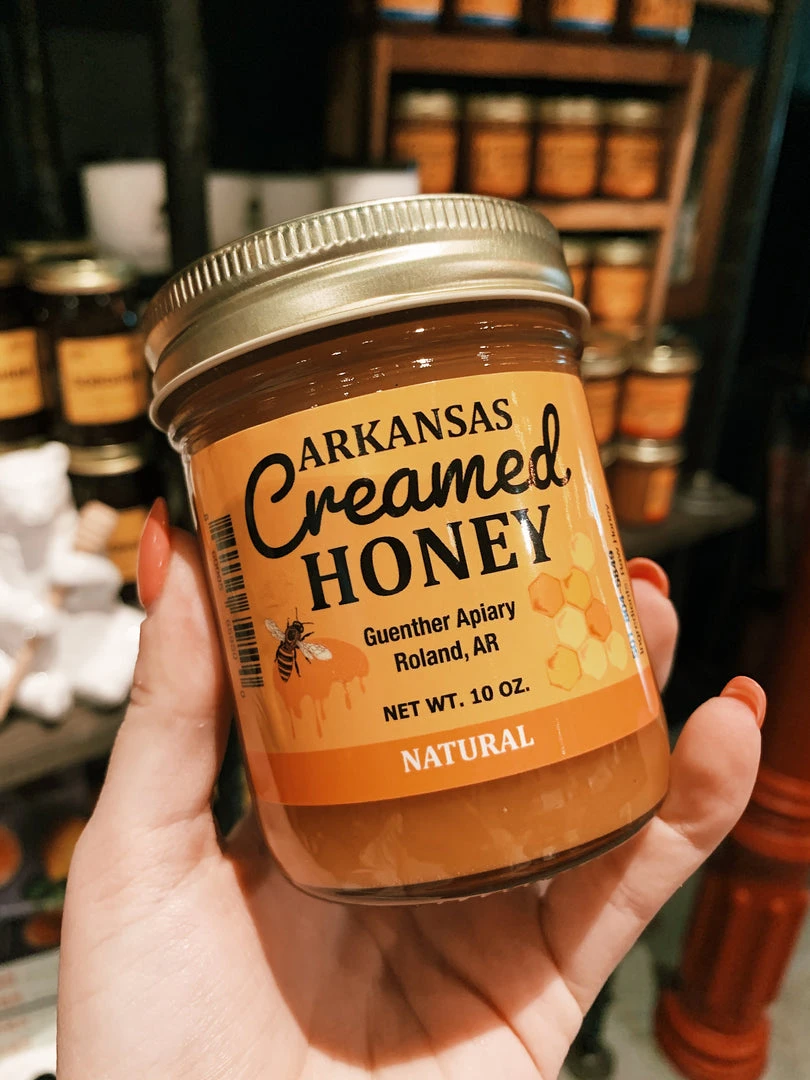 ARKANSAS
Creamed
HONEY
Guenther Apiary
Roland, AR
NET WT. 10 OZ.
NATURAL